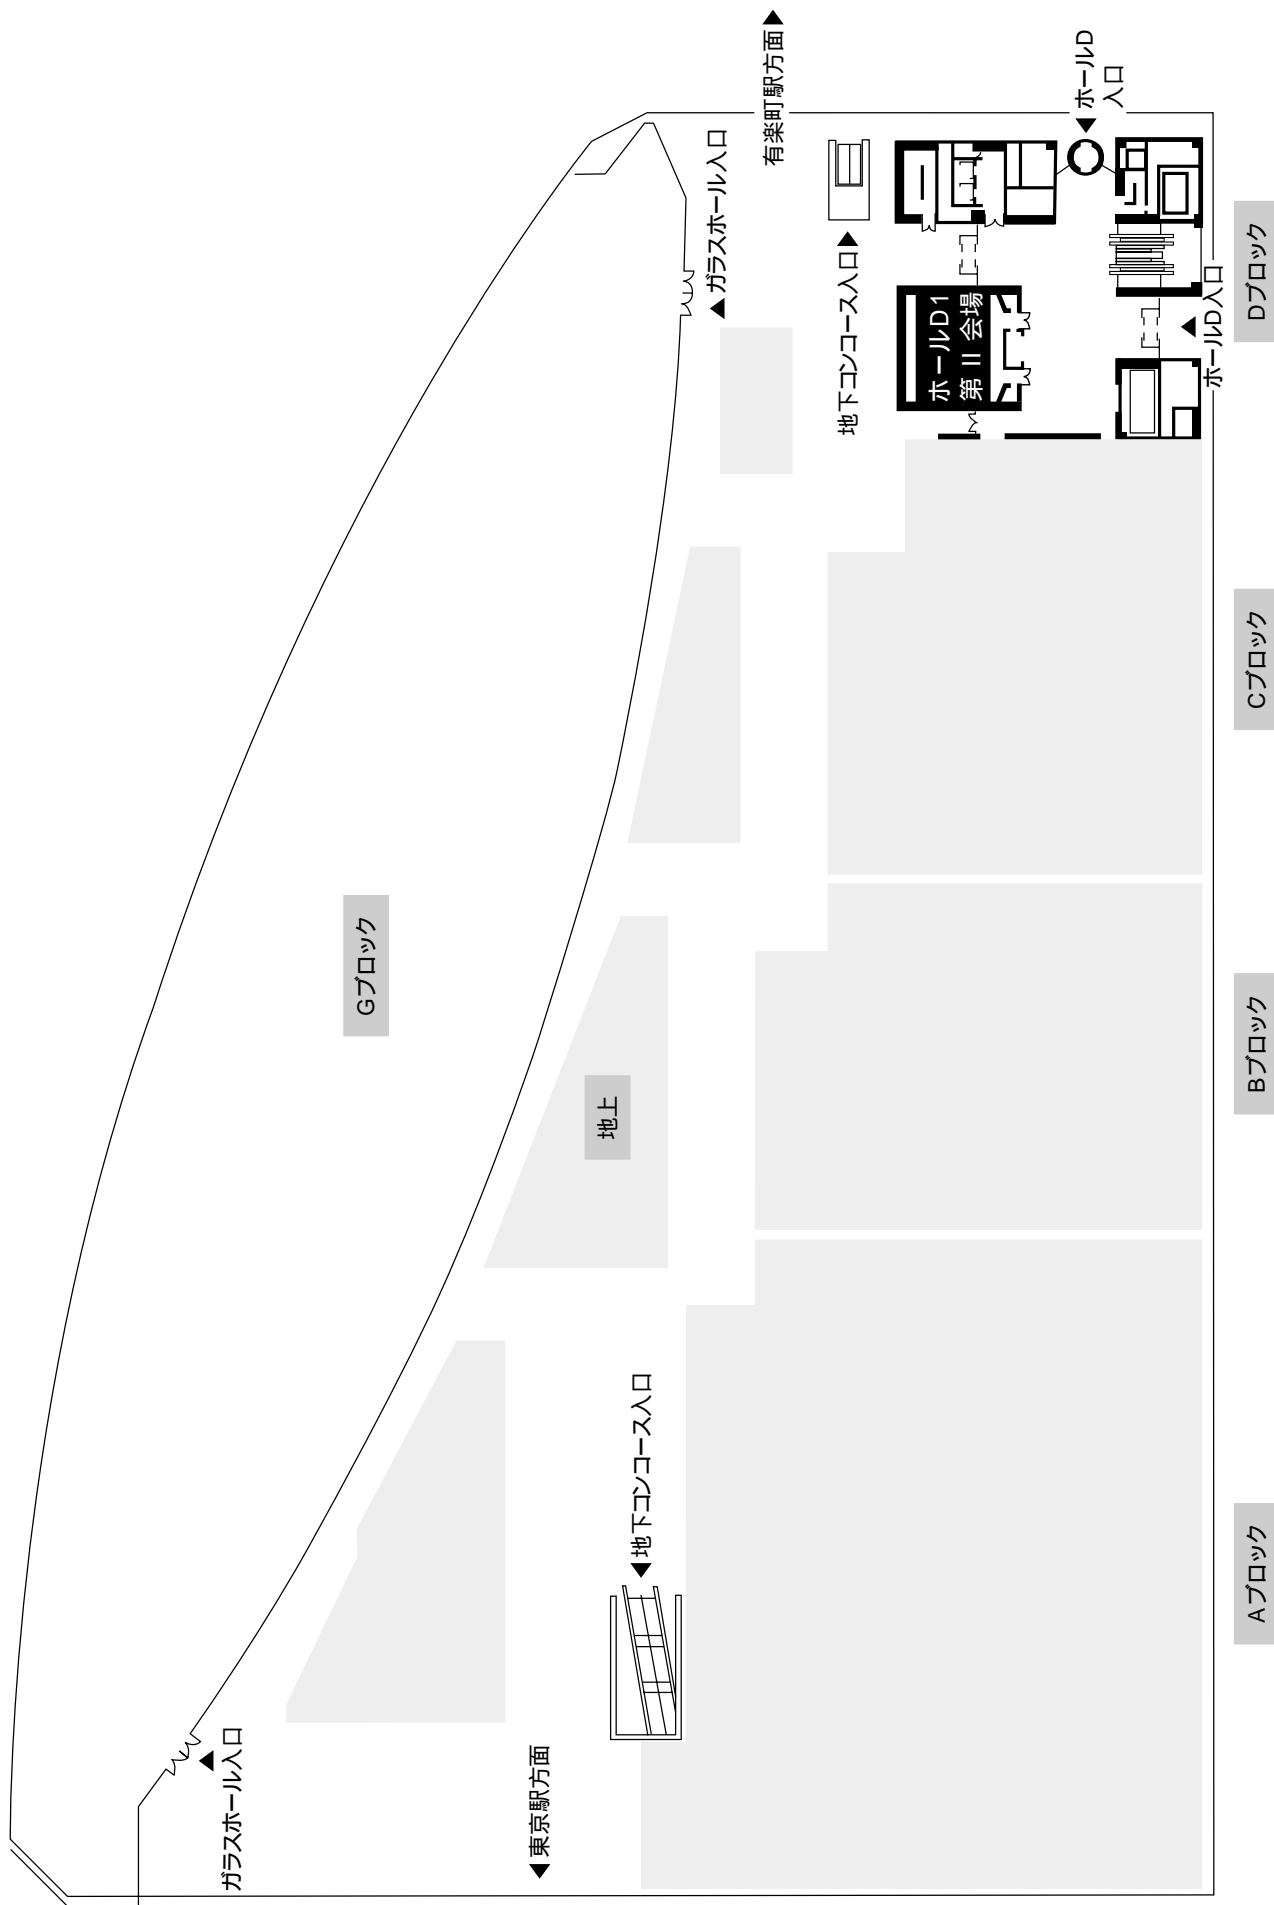 有楽町駅方面▶
ホールD
入口
ガラスホール入口
地下コンコース入口▶
ホールD1
第 II 会場
ホールD入口
Dブロック
Cブロック
Gブロック
Bブロック
地上
地下コンコース入口
Aブロック
ガラスホール入口
◀東京駅方面